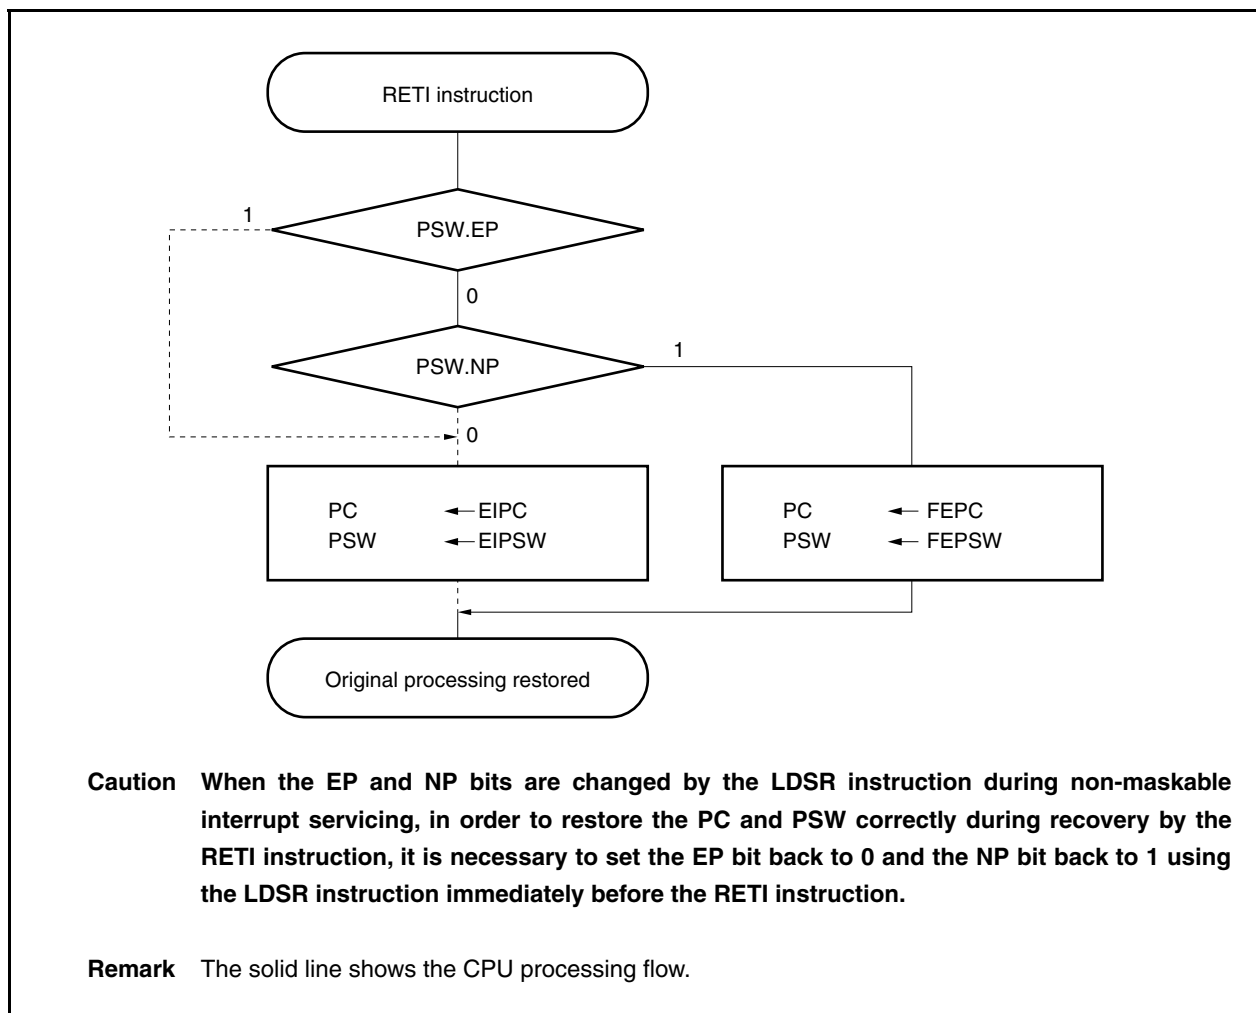 RETI instruction
1
PSW.EP
0
PSW.NP
1
0
PC ← EIPC
PSW ← EIPSW
PC ← FEPC
PSW ← FEPSW
Original processing restored
Caution When the EP and NP bits are changed by the LDSR instruction during non-maskable
interrupt servicing, in order to restore the PC and PSW correctly during recovery by the
RETI instruction, it is necessary to set the EP bit back to 0 and the NP bit back to 1 using
the LDSR instruction immediately before the RETI instruction.
Remark The solid line shows the CPU processing flow.